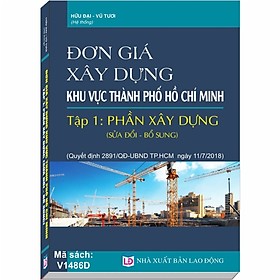 HỮU ĐẠI - VŨ TƯƠI
(Hệ thống)
ĐƠN GIÁ
XÂY DỰNG
KHU VỰC THÀNH PHỐ HỒ CHÍ MINH
Tập 1: PHẦN XÂY DỰNG
(SỬA ĐỔI - BỔ SUNG)
(Quyết định 2891/QĐ-UBND TP.HCM ngày 11/7/2018)
Mã sách:
V1486D
NHÀ XUẤT BẢN LAO ĐỘNG